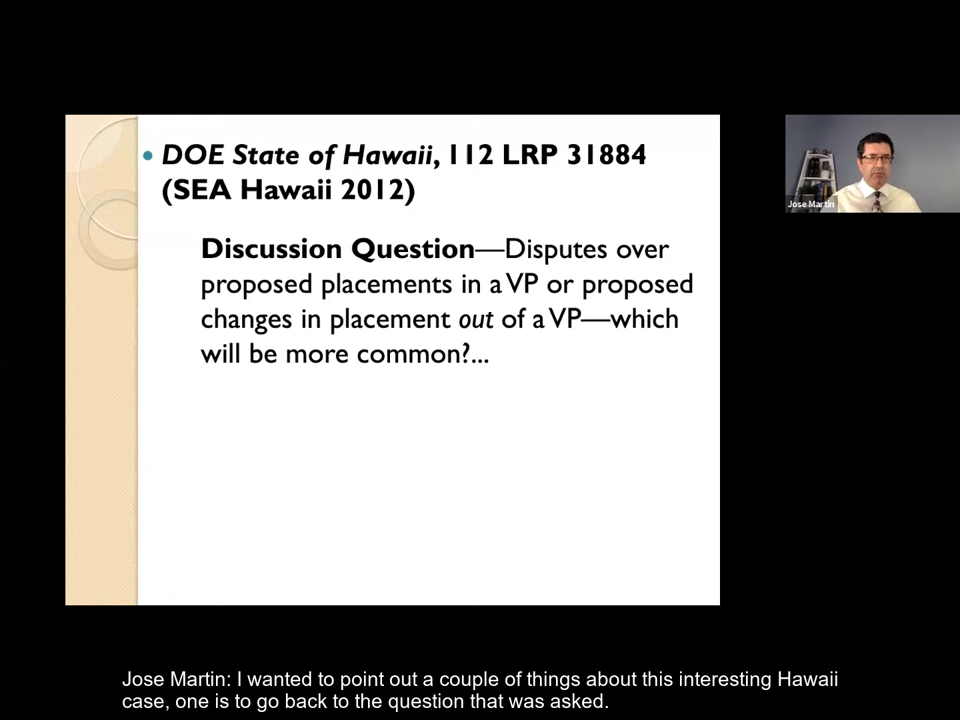 DOE State of Hawaii, 112 LRP 31884
(SEA Hawaii 2012)
Discussion Question—Disputes over
proposed placements in a VP or proposed
changes in placement out of a VP—which
will be more common?...
Jose Martin
Jose Martin: I wanted to point out a couple of things about this interesting Hawaii
case, one is to go back to the question that was asked.